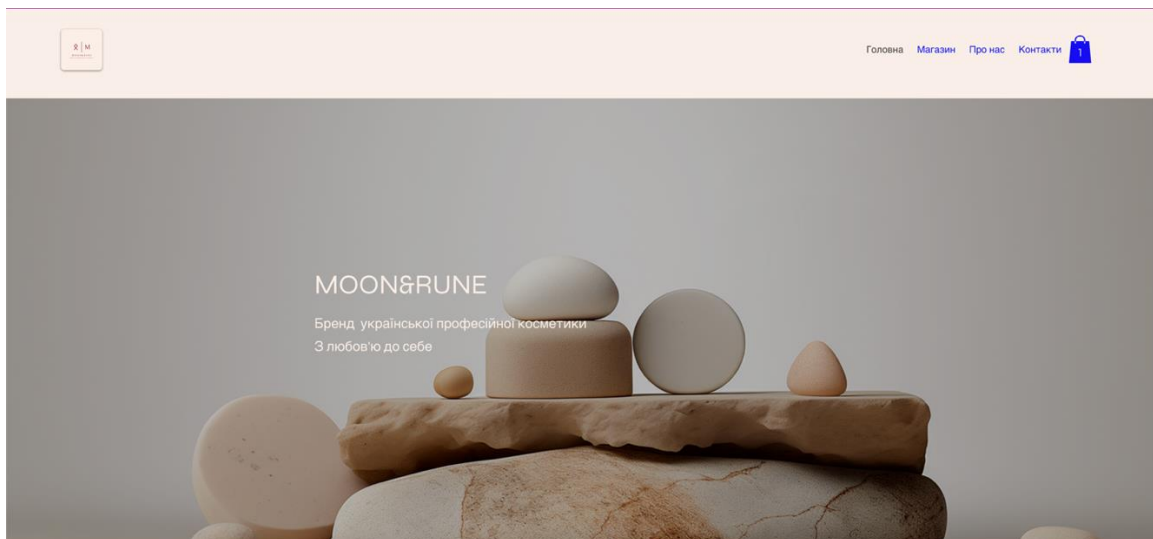 ᛟ | M
Головна Магазин Про нас Контакти 1
MOON&RUNE
Бренд української професійної косметики
З любов'ю до себе